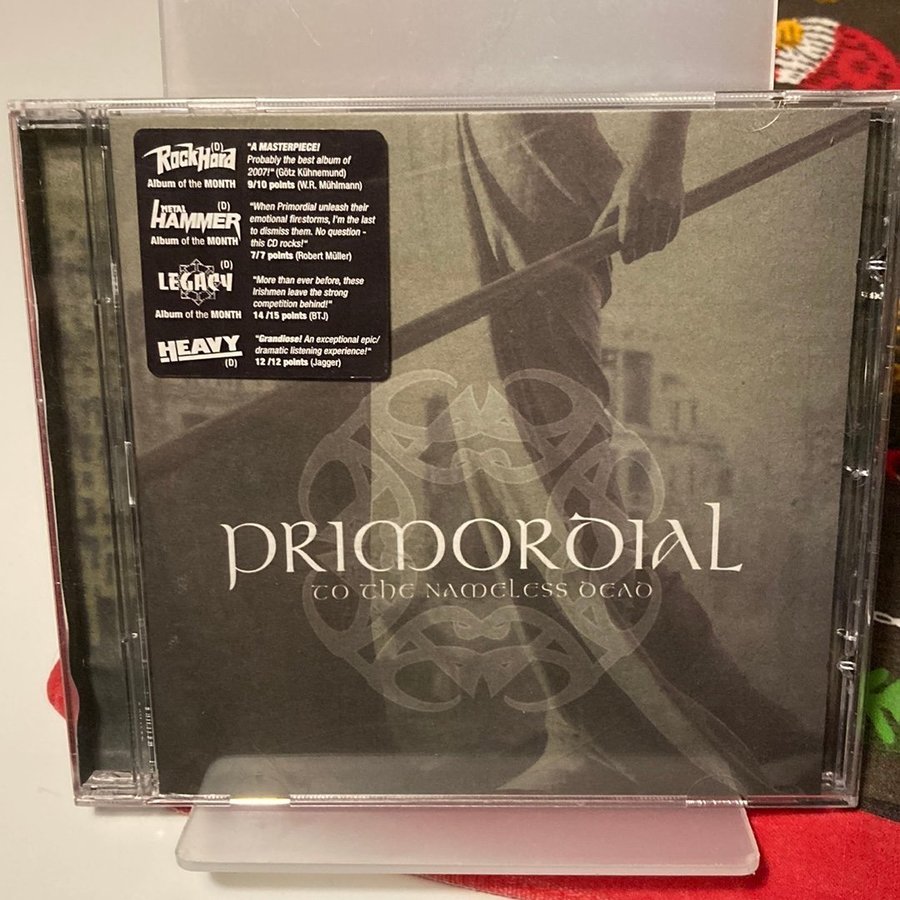 RockHard
(D)
Album of the MONTH
"A MASTERPIECE!
Probably the best album of
2007!" (Götz Kühnemund)
9/10 points (W.R. Mühlmann)
METAL
HAMMER
(D)
Album of the MONTH
"When Primordial unleash their
emotional firestorms, I'm the last
to dismiss them. No question -
this CD rocks!"
7/7 points (Robert Müller)
LEGACY
(D)
Album of the MONTH
"More than ever before, these
Irishmen leave the strong
competition behind!"
14/15 points (BTJ)
HEAVY
(D)
"Grandiose! An exceptional epic/
dramatic listening experience!"
12/12 points (Jagger)
PRIMORDIAL
TO THE NAMELESS DEAD